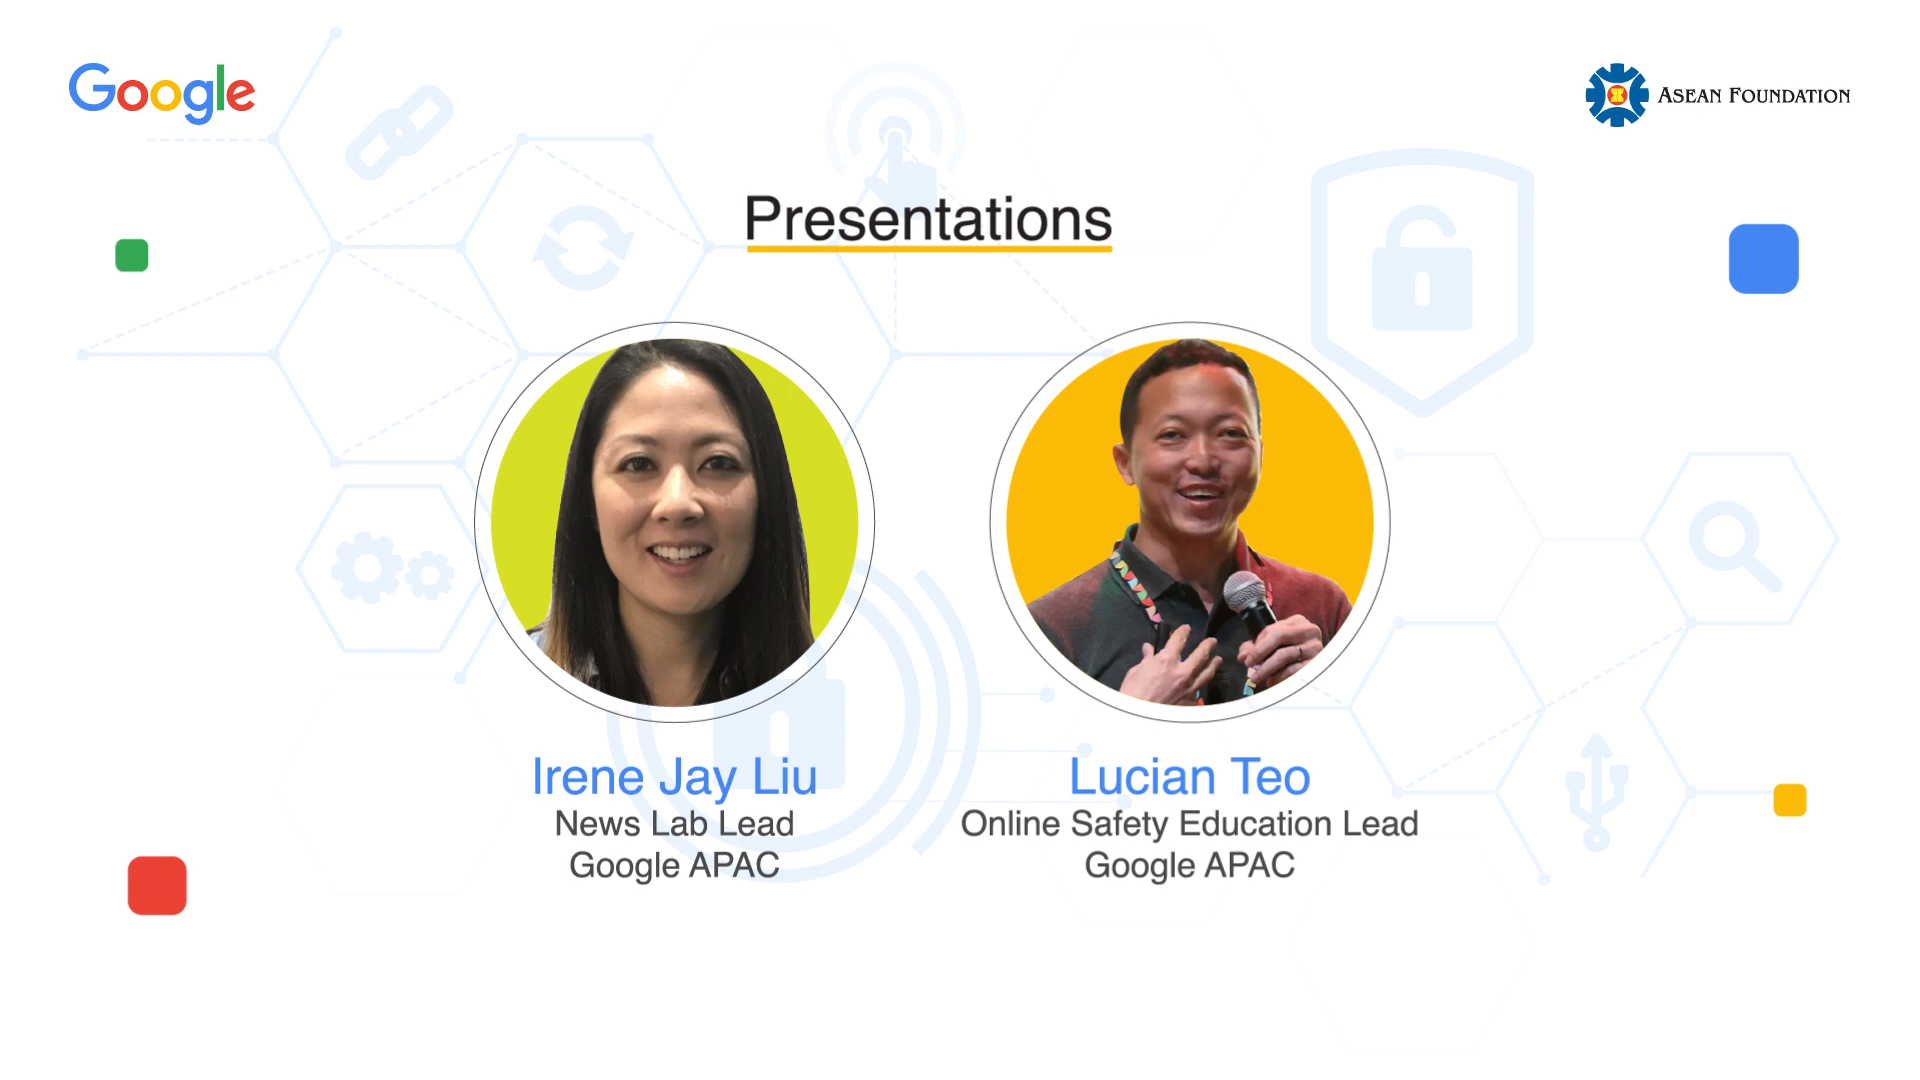 Google
ASEAN FOUNDATION
Presentations
Irene Jay Liu
News Lab Lead
Google APAC
Lucian Teo
Online Safety Education Lead
Google APAC